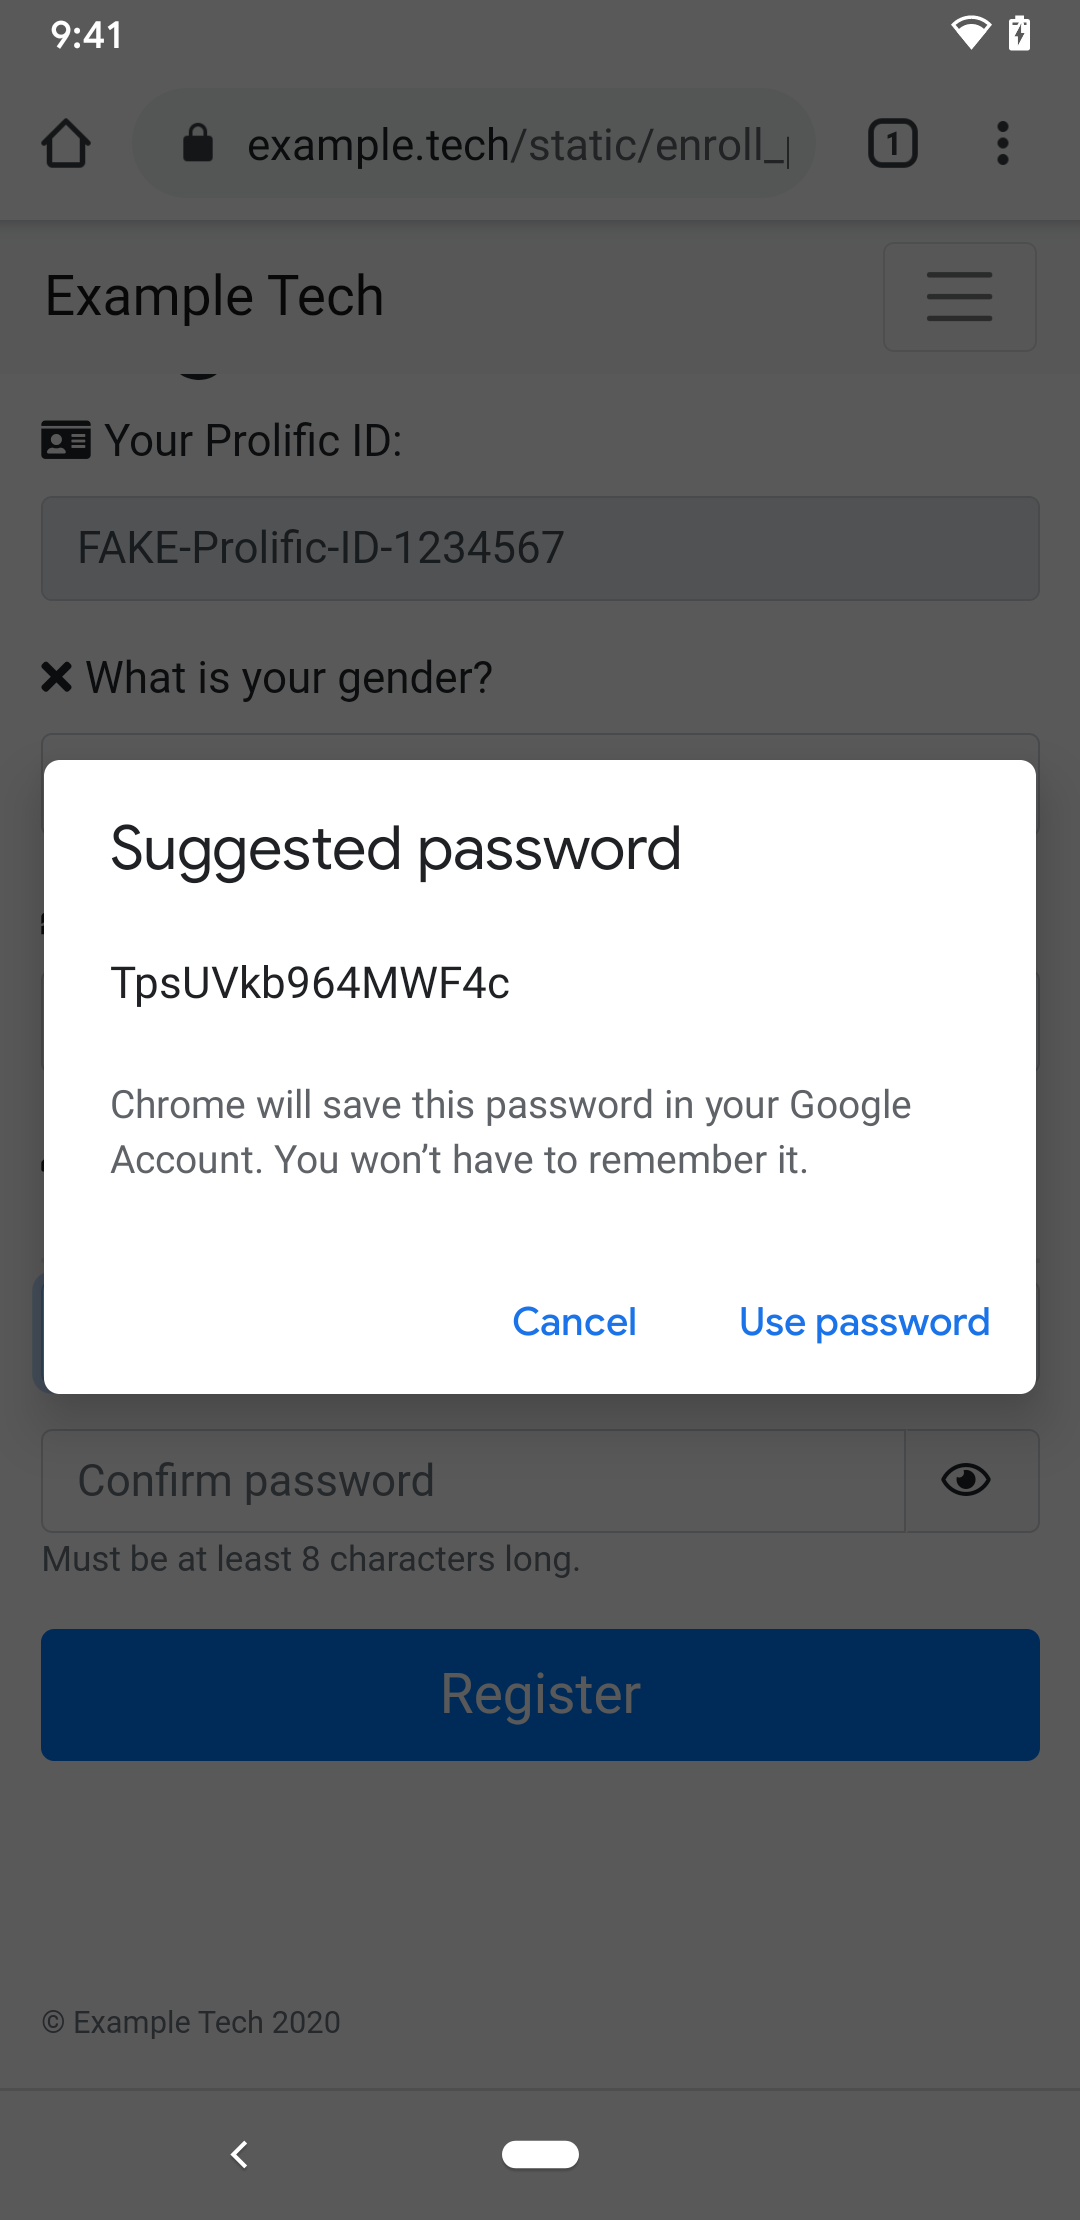 9:41
example.tech/static/enroll_
1
Example Tech
Your Prolific ID:
FAKE-Prolific-ID-1234567
What is your gender?
Suggested password
TpsUVkb964MWF4c
Chrome will save this password in your Google
Account. You won’t have to remember it.
Cancel
Use password
Confirm password
Must be at least 8 characters long.
Register
© Example Tech 2020